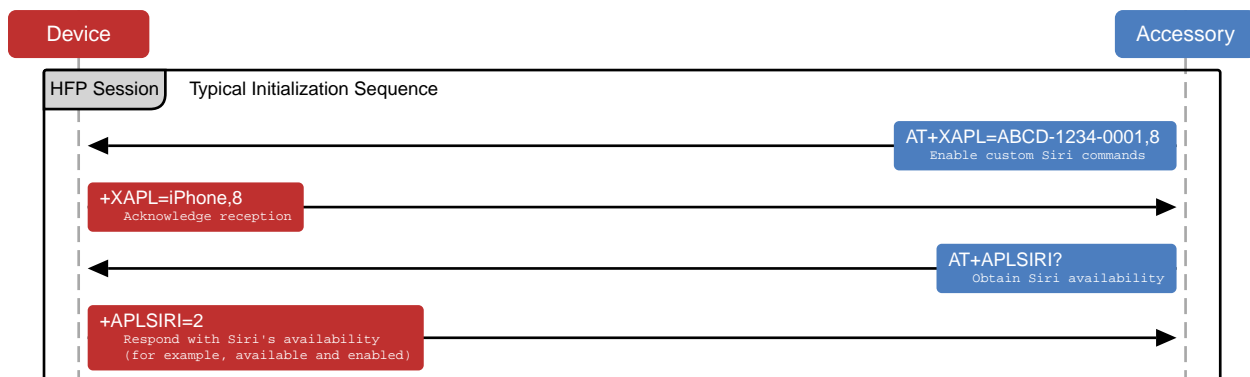 Device
Accessory
HFP Session
Typical Initialization Sequence
AT+XAPL=ABCD-1234-0001,8
Enable custom Siri commands
+XAPL=iPhone,8
Acknowledge reception
AT+APLSIRI?
Obtain Siri availability
+APLSIRI=2
Respond with Siri's availability
(for example, available and enabled)